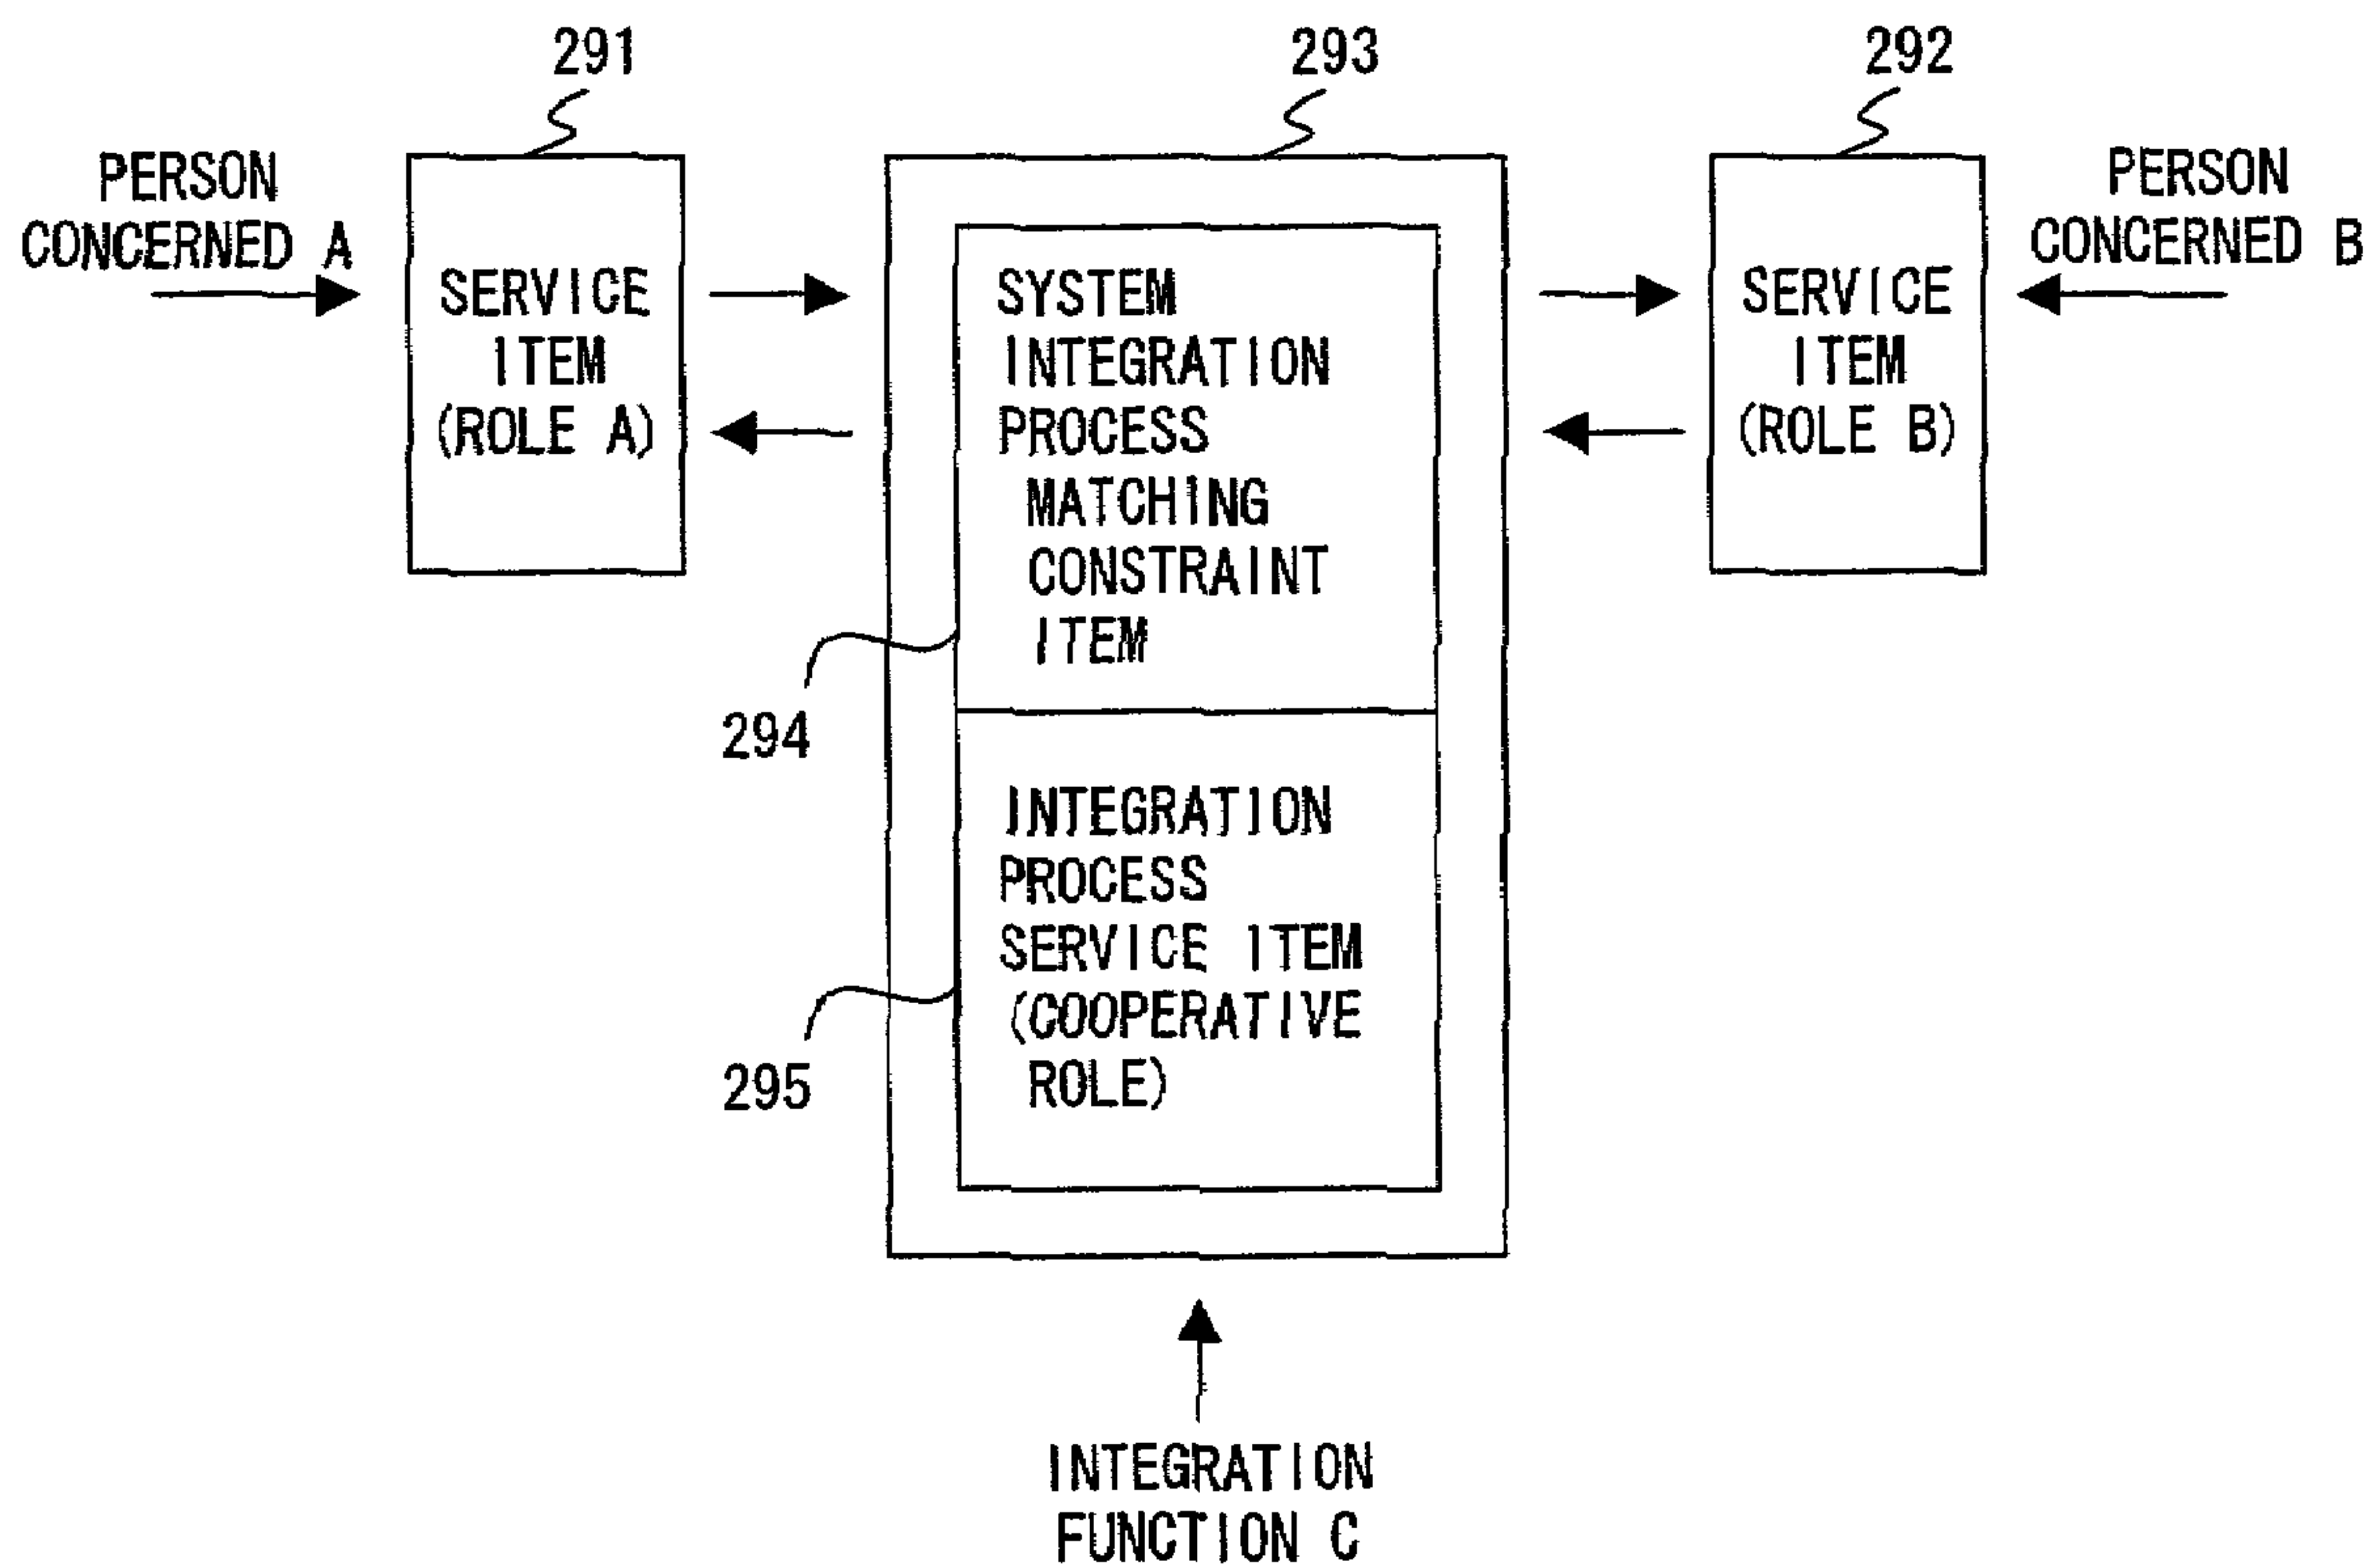 291
293
292
PERSON
CONCERNED A
SERVICE
ITEM
(ROLE A)
SYSTEM
INTEGRATION
PROCESS
MATCHING
CONSTRAINT
ITEM
294
INTEGRATION
PROCESS
SERVICE ITEM
(COOPERATIVE
ROLE)
295
SERVICE
ITEM
(ROLE B)
PERSON
CONCERNED B
INTEGRATION
FUNCTION C